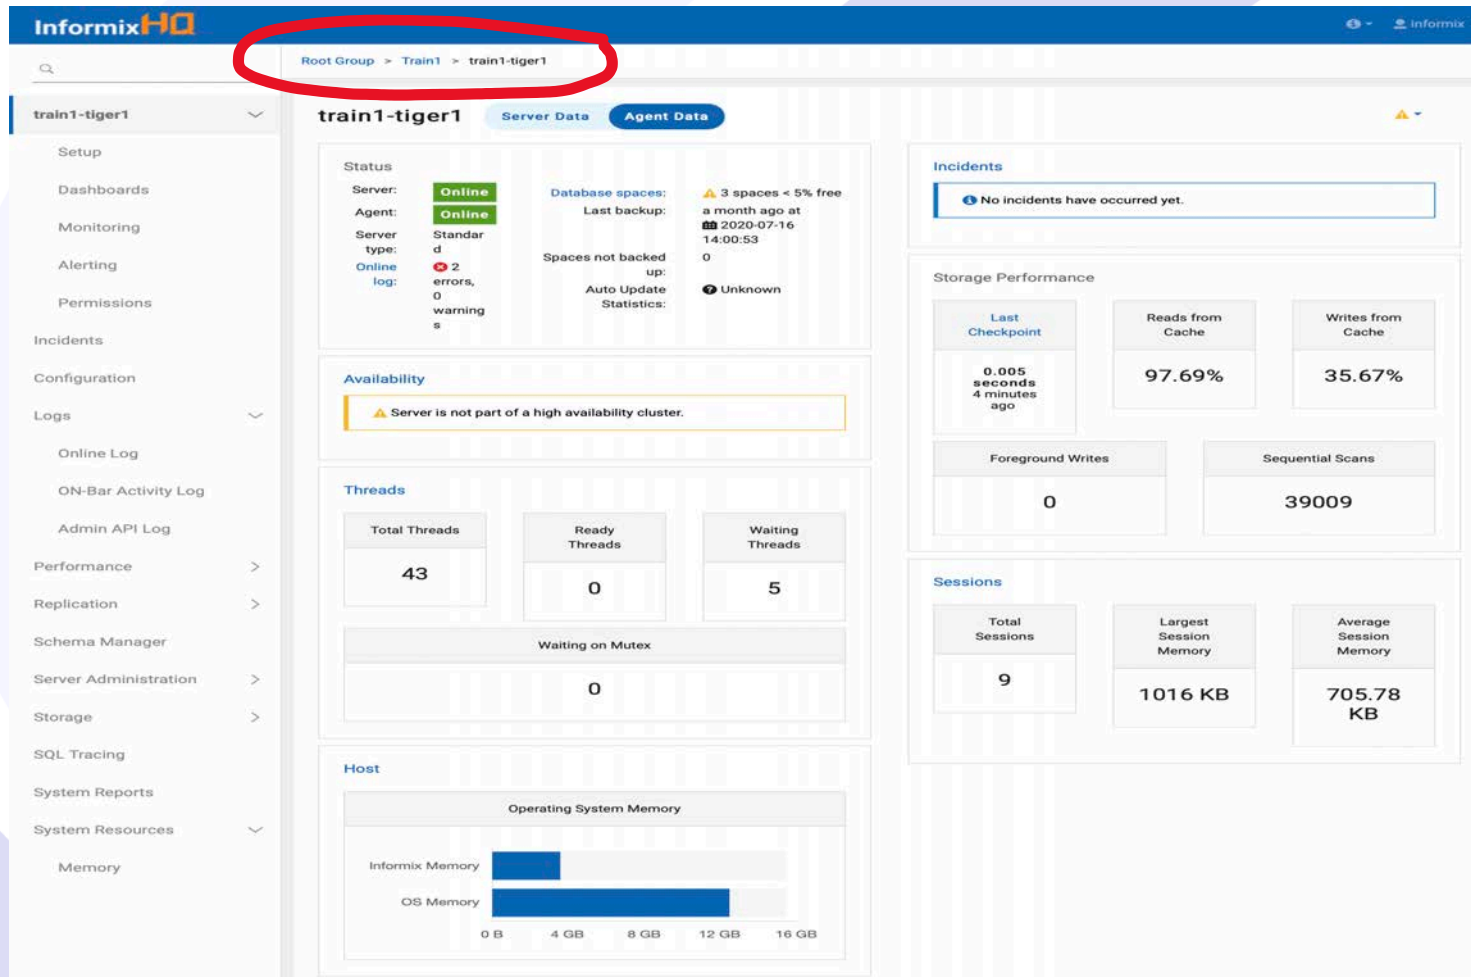 InformixHQ
Informix
Root Group > Train1 > train1-tiger1
train1-tiger1
Setup
Dashboards
Monitoring
Alerting
Permissions
Incidents
Configuration
Logs
Online Log
ON-Bar Activity Log
Admin API Log
Performance
Replication
Schema Manager
Server Administration
Storage
SQL Tracing
System Reports
System Resources
Memory
train1-tiger1
Server Data
Agent Data
Status
Server:
Online
Agent:
Online
Server
type:
Standar
d
Online
log:
2
errors,
0
warning
s
Database spaces:
3 spaces < 5% free
Last backup:
a month ago at
2020-07-16
14:00:53
Spaces not backed
up:
0
Auto Update
Statistics:
Unknown
Availability
Server is not part of a high availability cluster.
Threads
Total Threads
43
Ready
Threads
0
Waiting
Threads
5
Waiting on Mutex
0
Host
Operating System Memory
Informix Memory
OS Memory
0 B
4 GB
8 GB
12 GB
16 GB
Incidents
No incidents have occurred yet.
Storage Performance
Last
Checkpoint
0.005
seconds
4 minutes
ago
Reads from
Cache
97.69%
Writes from
Cache
35.67%
Foreground Writes
0
Sequential Scans
39009
Sessions
Total
Sessions
9
Largest
Session
Memory
1016 KB
Average
Session
Memory
705.78
KB